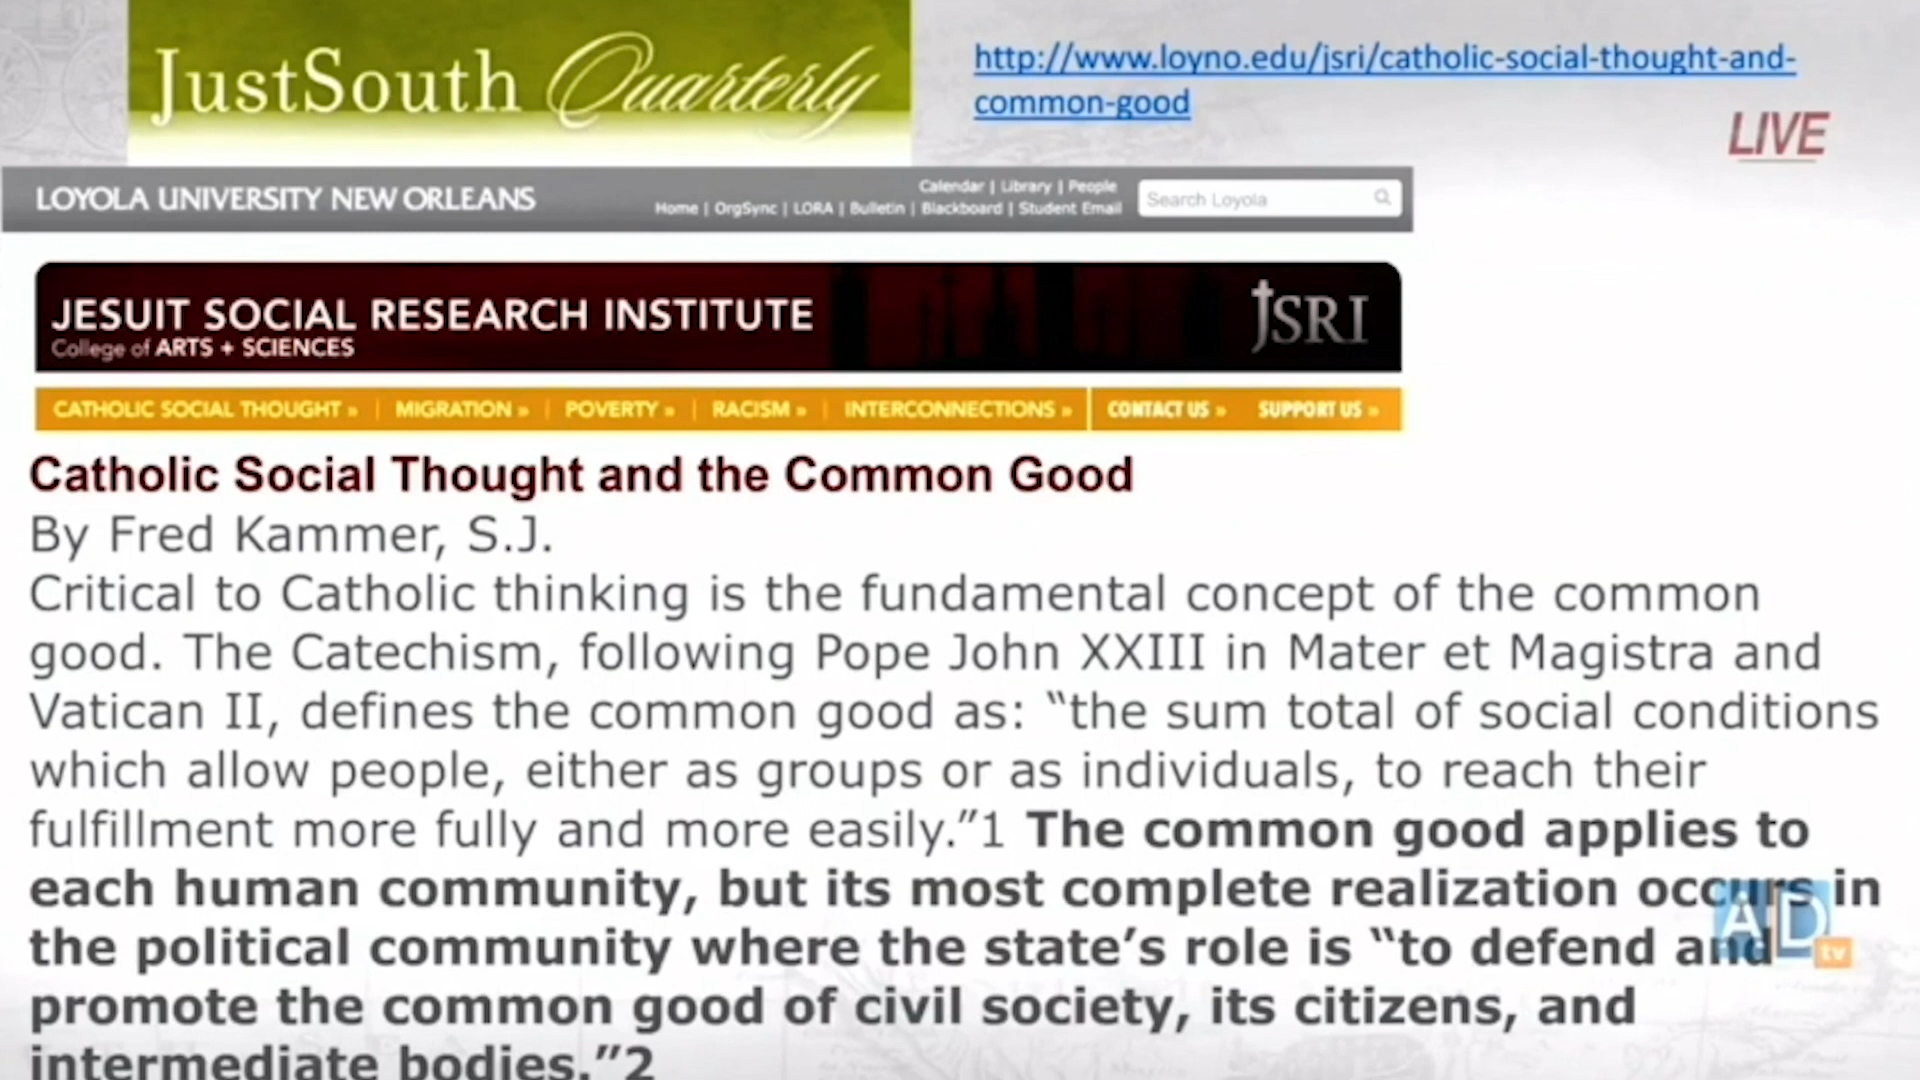 JustSouth Quarterly
http://www.loyno.edu/jsri/catholic-social-thought-and-
common-good
LIVE
LOYOLA UNIVERSITY NEW ORLEANS
Calendar | Library | People
Home | OrgSync | LORA | Bulletin | Blackboard | Student Email
Search Loyola
JESUIT SOCIAL RESEARCH INSTITUTE
College of ARTS + SCIENCES
JSRI
CATHOLIC SOCIAL THOUGHT » | MIGRATION » | POVERTY » | RACISM » | INTERCONNECTIONS » | CONTACT US » SUPPORT US »
Catholic Social Thought and the Common Good
By Fred Kammer, S.J.
Critical to Catholic thinking is the fundamental concept of the common
good. The Catechism, following Pope John XXIII in Mater et Magistra and
Vatican II, defines the common good as: “the sum total of social conditions
which allow people, either as groups or as individuals, to reach their
fulfillment more fully and more easily.”1 The common good applies to
each human community, but its most complete realization occurs in
the political community where the state’s role is “to defend and
promote the common good of civil society, its citizens, and
intermediate bodies.”2
AD tv